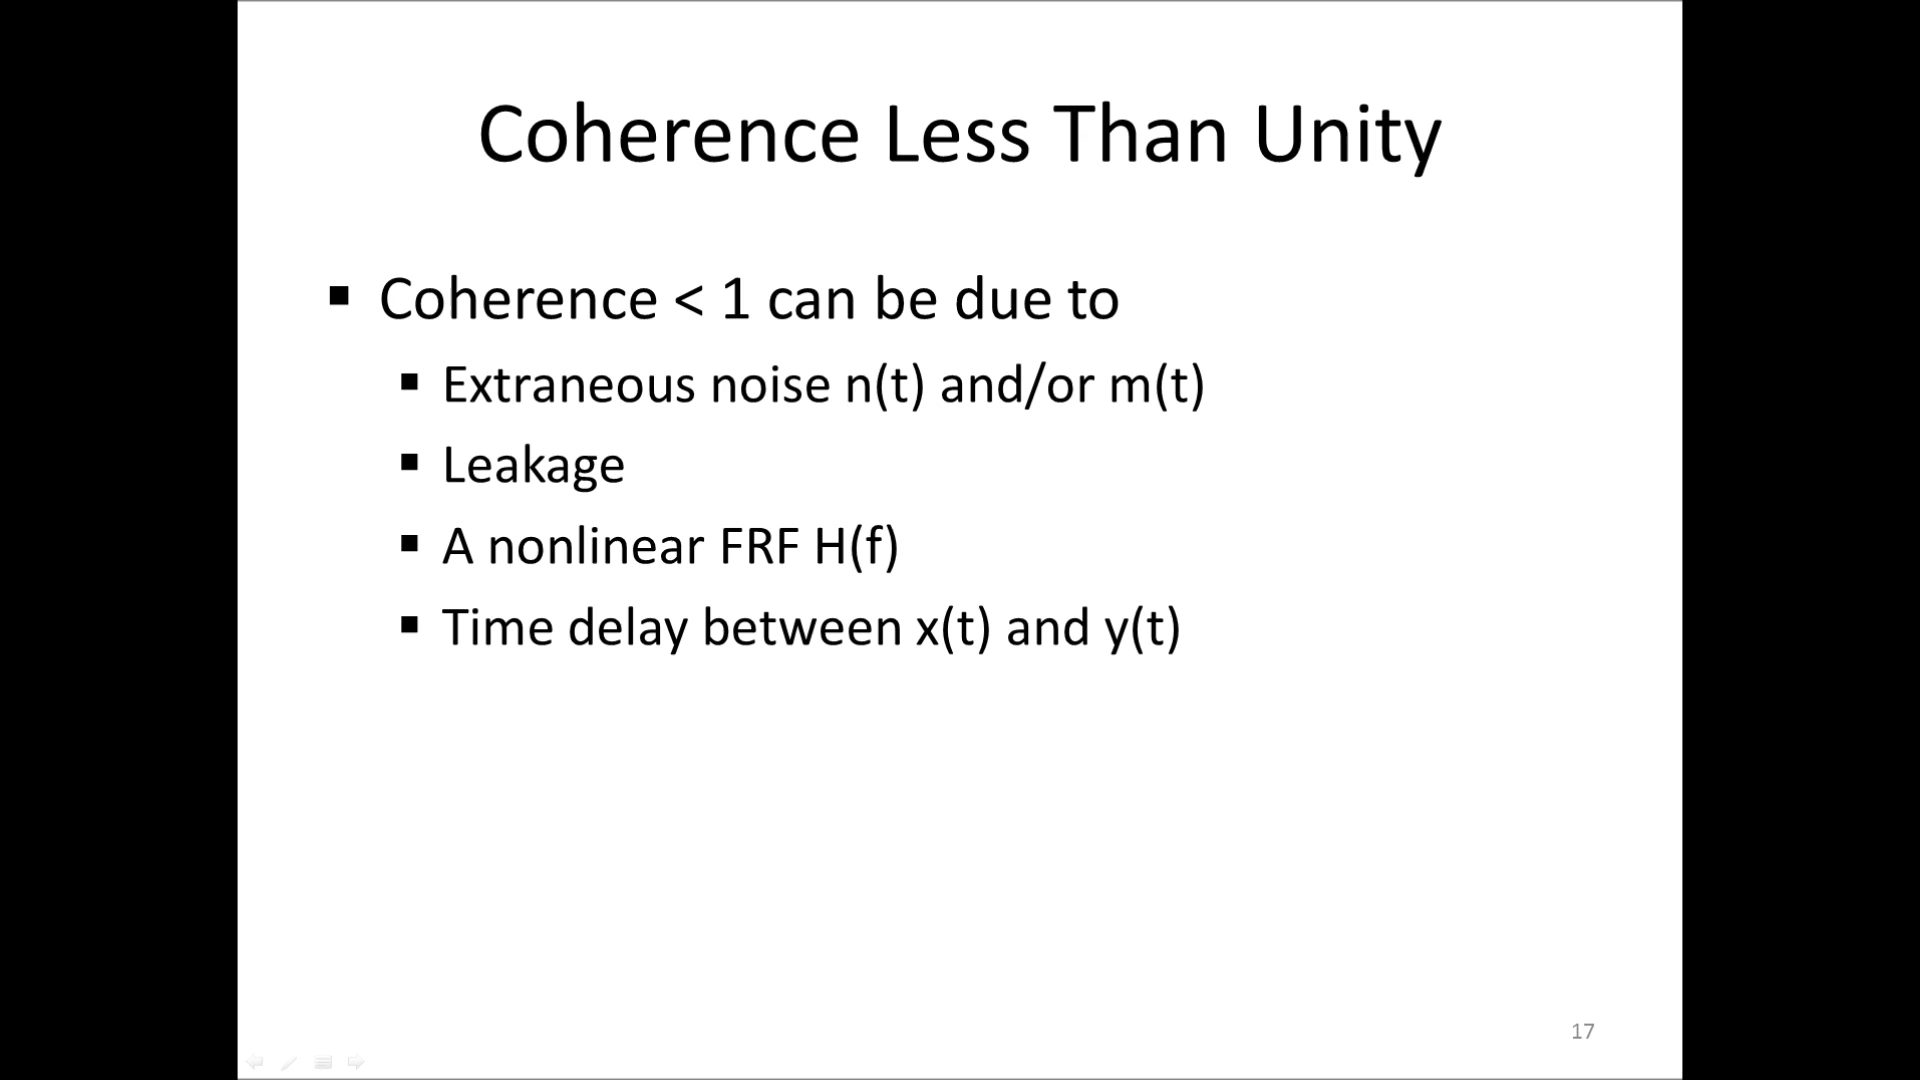 Coherence Less Than Unity
▪ Coherence < 1 can be due to
▪ Extraneous noise n(t) and/or m(t)
▪ Leakage
▪ A nonlinear FRF H(f)
▪ Time delay between x(t) and y(t)
17